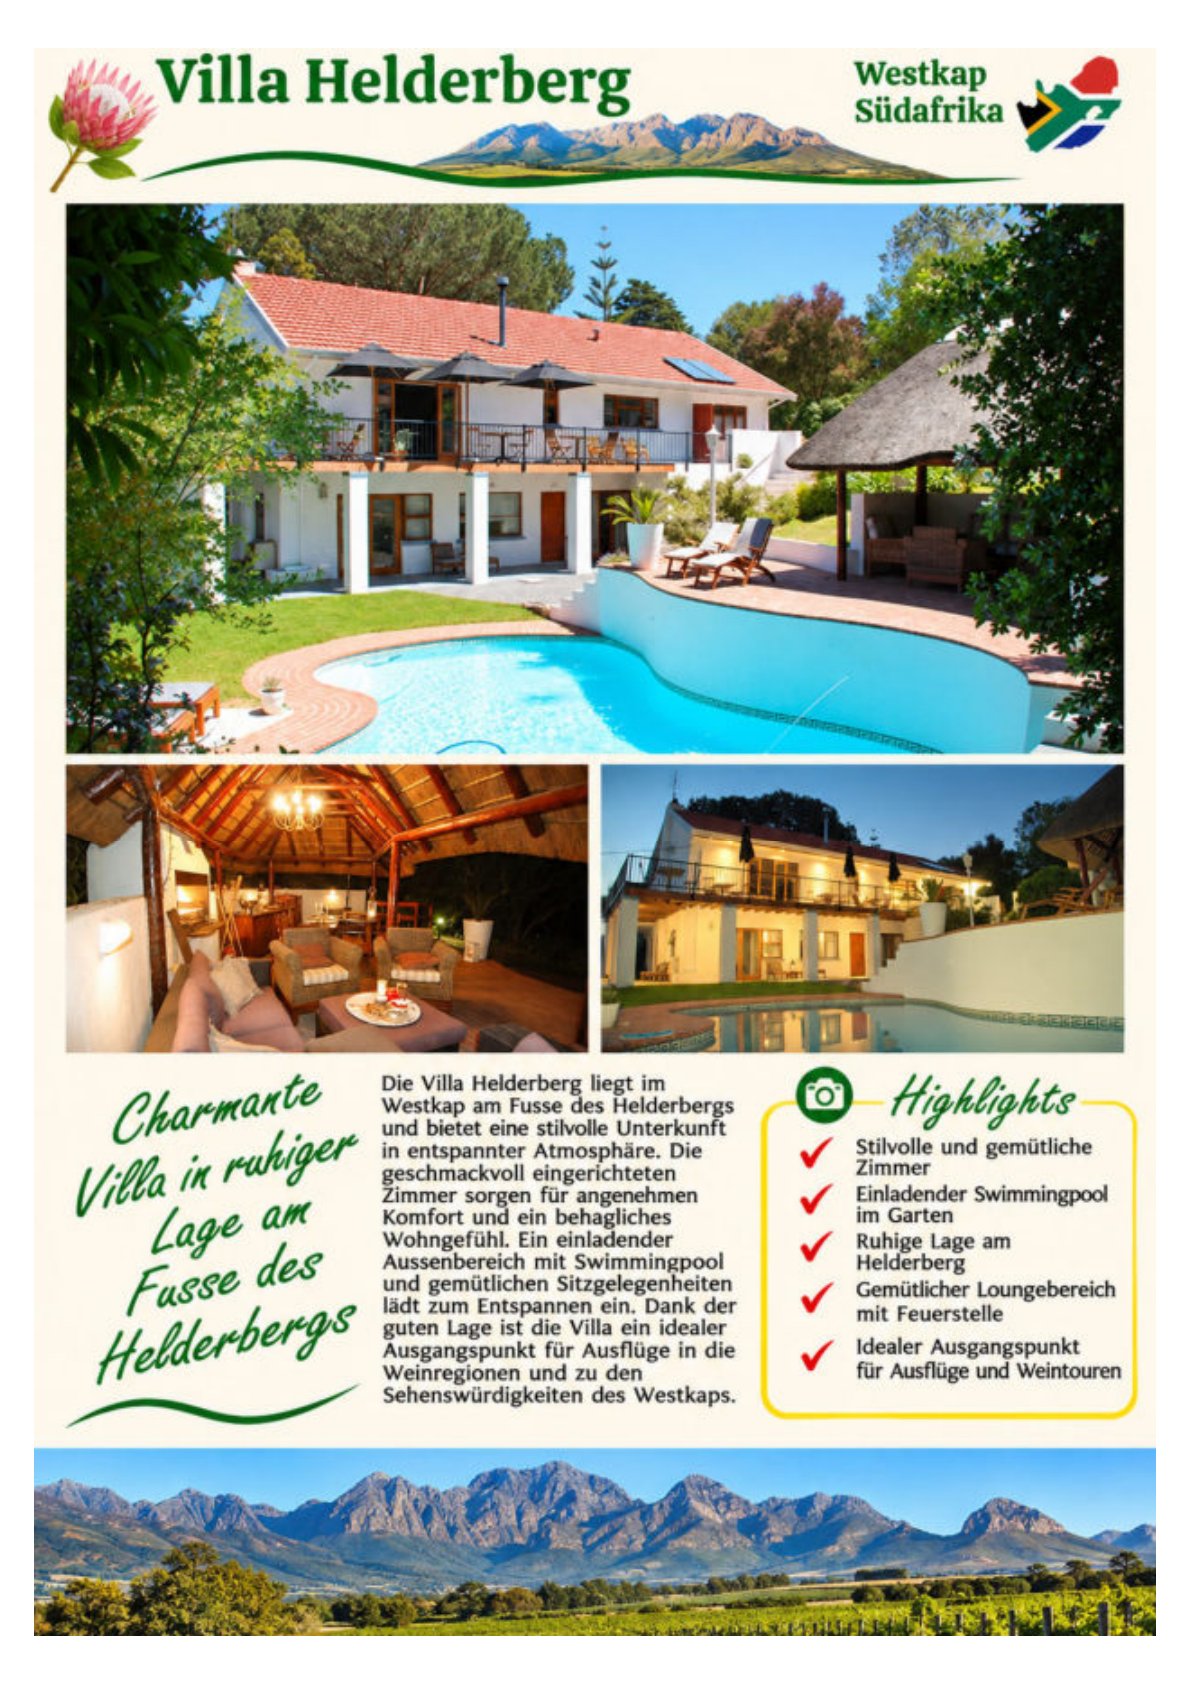 Villa Helderberg
Westkap
Südafrika
Charmante
Villa in ruhiger
Lage am
Fusse des
Helderbergs
Die Villa Helderberg liegt im
Westkap am Fusse des Helderbergs
und bietet eine stilvolle Unterkunft
in entspannter Atmosphäre. Die
geschmackvoll eingerichteten
Zimmer sorgen für angenehmen
Komfort und ein behagliches
Wohngefühl. Ein einladender
Aussenbereich mit Swimmingpool
und gemütlichen Sitzgelegenheiten
lädt zum Entspannen ein. Dank der
guten Lage ist die Villa ein idealer
Ausgangspunkt für Ausflüge in die
Weinregionen und zu den
Sehenswürdigkeiten des Westkaps.
Highlights
Stilvolle und gemütliche
Zimmer
Einladender Swimmingpool
im Garten
Ruhige Lage am
Helderberg
Gemütlicher Loungebereich
mit Feuerstelle
Idealer Ausgangspunkt
für Ausflüge und Weintouren